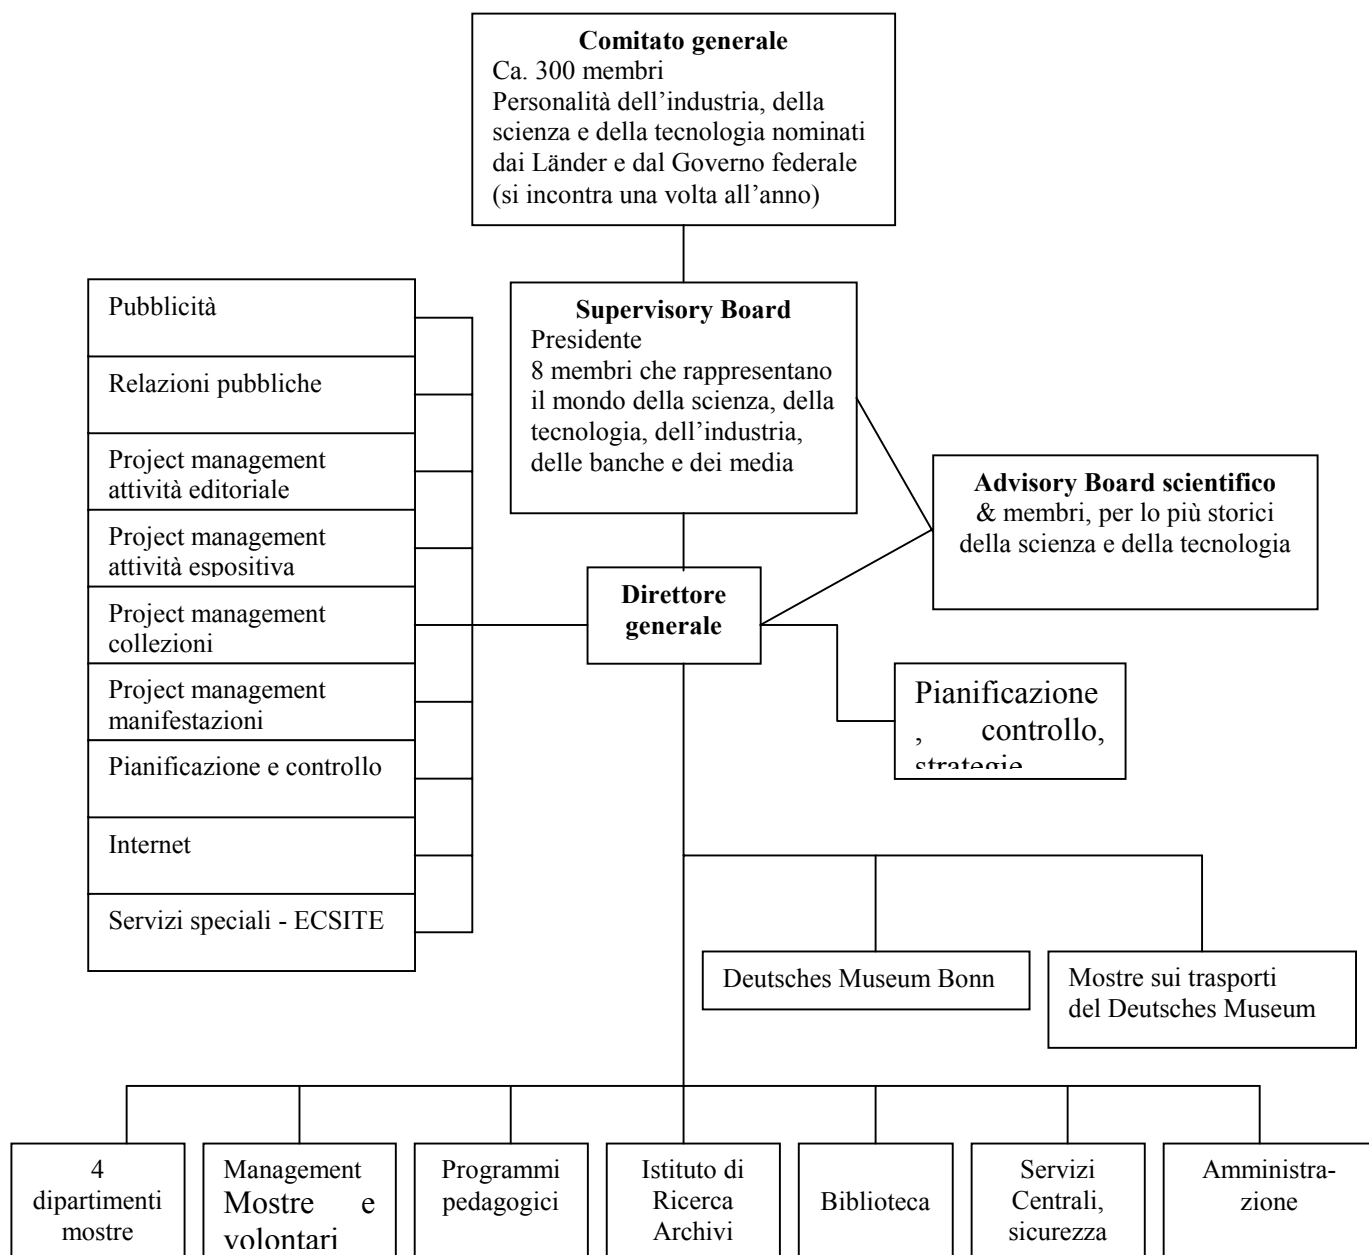 Comitato generale
Ca. 300 membri
Personalità dell’industria, della
scienza e della tecnologia nominati
dai Länder e dal Governo federale
(si incontra una volta all’anno)
Supervisory Board
Presidente
8 membri che rappresentano
il mondo della scienza, della
tecnologia, dell’industria,
delle banche e dei media
Advisory Board scientifico
& membri, per lo più storici
della scienza e della tecnologia
Direttore
generale
Pianificazione
, controllo,
strategie
Pubblicità
Relazioni pubbliche
Project management
attività editoriale
Project management
attività espositiva
Project management
collezioni
Project management
manifestazioni
Pianificazione e controllo
Internet
Servizi speciali - ECSITE
Deutsches Museum Bonn
Mostre sui trasporti
del Deutsches Museum
4
dipartimenti
mostre
Management
Mostre e
volontari
Programmi
pedagogici
Istituto di
Ricerca
Archivi
Biblioteca
Servizi
Centrali,
sicurezza
Amministra-
zione